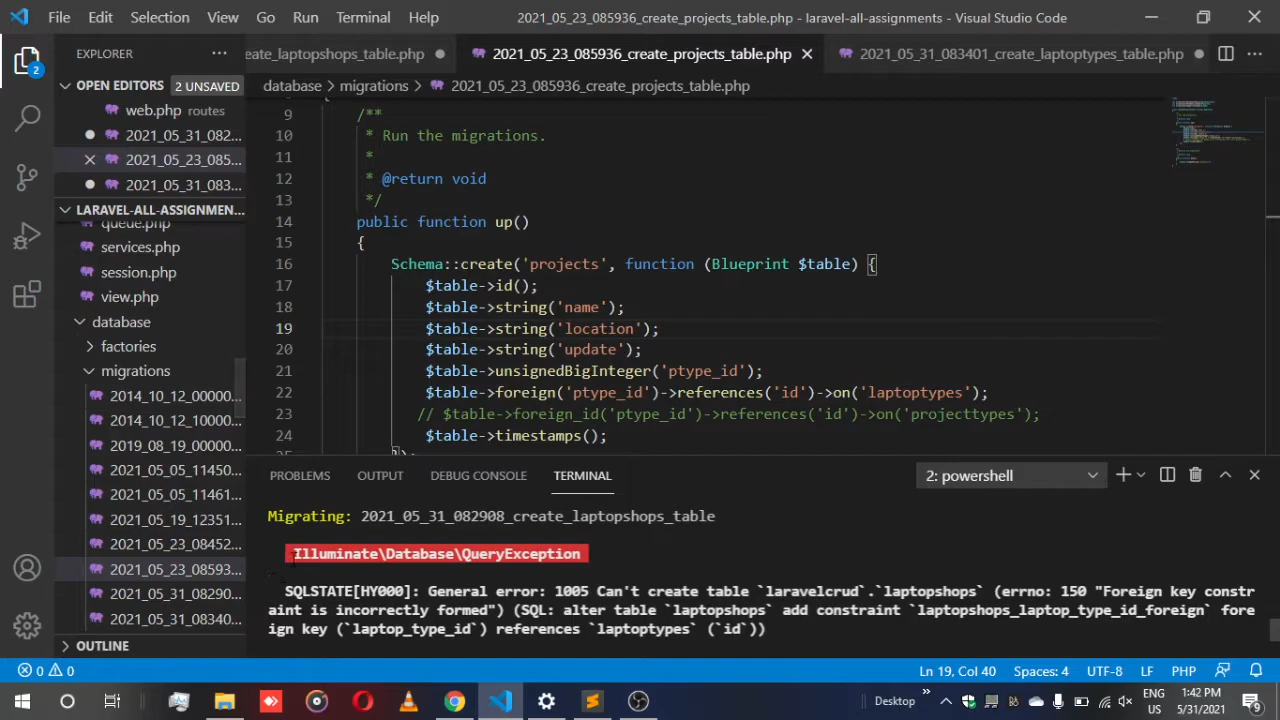 File Edit Selection View Go Run Terminal Help 2021_05_23_085936_create_projects_table.php - laravel-all-assignments - Visual Studio Code
EXPLORER ...
eate_laptopshops_table.php
2021_05_23_085936_create_projects_table.php
2021_05_31_083401_create_laptoptypes_table.php
2
OPEN EDITORS 2 UNSAVED
web.php routes
2021_05_31_082...
2021_05_23_085...
2021_05_31_083...
LARAVEL-ALL-ASSIGNMEN...
queue.php
services.php
session.php
view.php
database
factories
migrations
2014_10_12_00000...
2014_10_12_10000...
2019_08_19_00000...
2021_05_05_11450...
2021_05_05_11461...
2021_05_19_12351...
2021_05_23_08452...
2021_05_23_08593...
2021_05_31_08290...
2021_05_31_08340...
OUTLINE
database > migrations > 2021_05_23_085936_create_projects_table.php
9 /**
10 * Run the migrations.
11 *
12 * @return void
13 */
14 public function up()
15 {
16 Schema::create('projects', function (Blueprint $table) {
17 $table->id();
18 $table->string('name');
19 $table->string('location');
20 $table->string('update');
21 $table->unsignedBigInteger('ptype_id');
22 $table->foreign('ptype_id')->references('id')->on('laptoptypes');
23 // $table->foreign_id('ptype_id')->references('id')->on('projecttypes');
24 $table->timestamps();
PROBLEMS OUTPUT DEBUG CONSOLE TERMINAL 2: powershell
Migrating: 2021_05_31_082908_create_laptopshops_table
Illuminate\Database\QueryException
SQLSTATE[HY000]: General error: 1005 Can't create table `laravelcrud`.`laptopshops` (errno: 150 "Foreign key constr
aint is incorrectly formed") (SQL: alter table `laptopshops` add constraint `laptopshops_laptop_type_id_foreign` fore
ign key (`laptop_type_id`) references `laptoptypes` (`id`))
0 0 Ln 19, Col 40 Spaces: 4 UTF-8 LF PHP
Desktop ENG 1:42 PM
US 5/31/2021 9